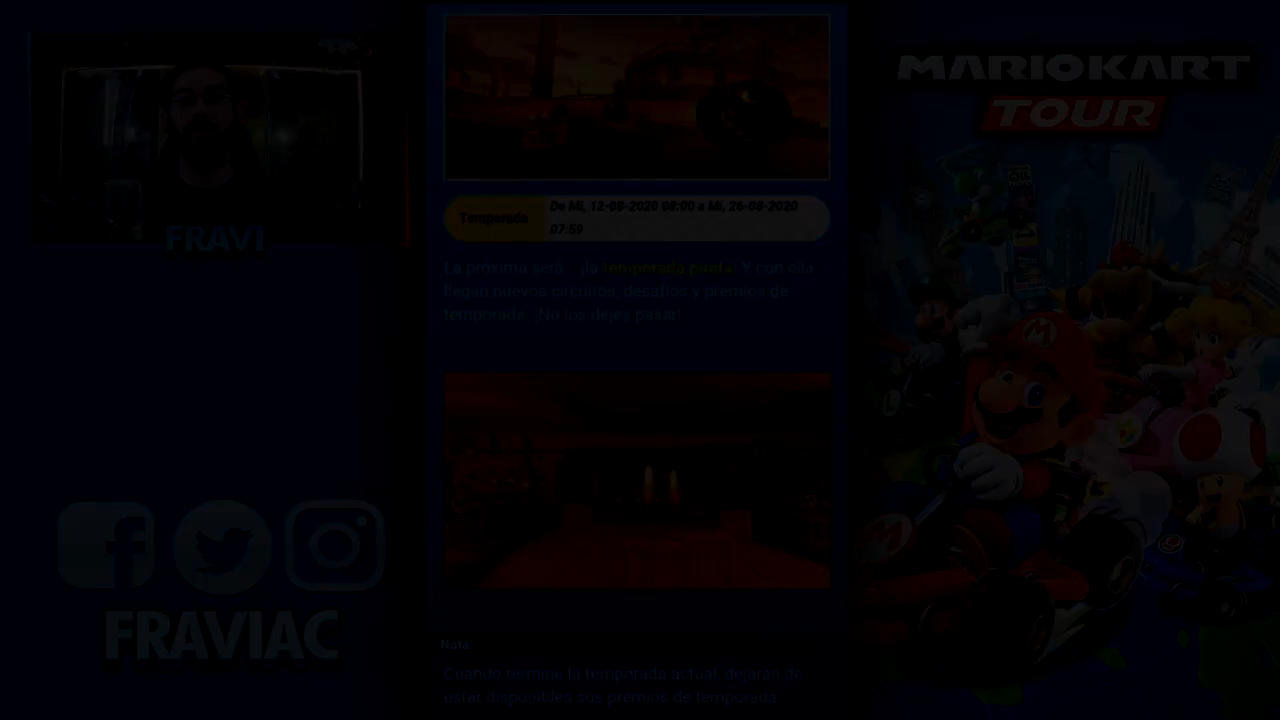 MARIOKART
TOUR
FRAVI
Temporada
De Mi, 12-08-2020 08:00 a Mi, 26-08-2020
07:59
La próxima será... ¡la temporada pirata! Y con ella
llegan nuevos circuitos, desafíos y premios de
temporada. ¡No los dejes pasar!
FRAVIAC
Nota:
Cuando termine la temporada actual, dejarán de
estar disponibles sus premios de temporada.